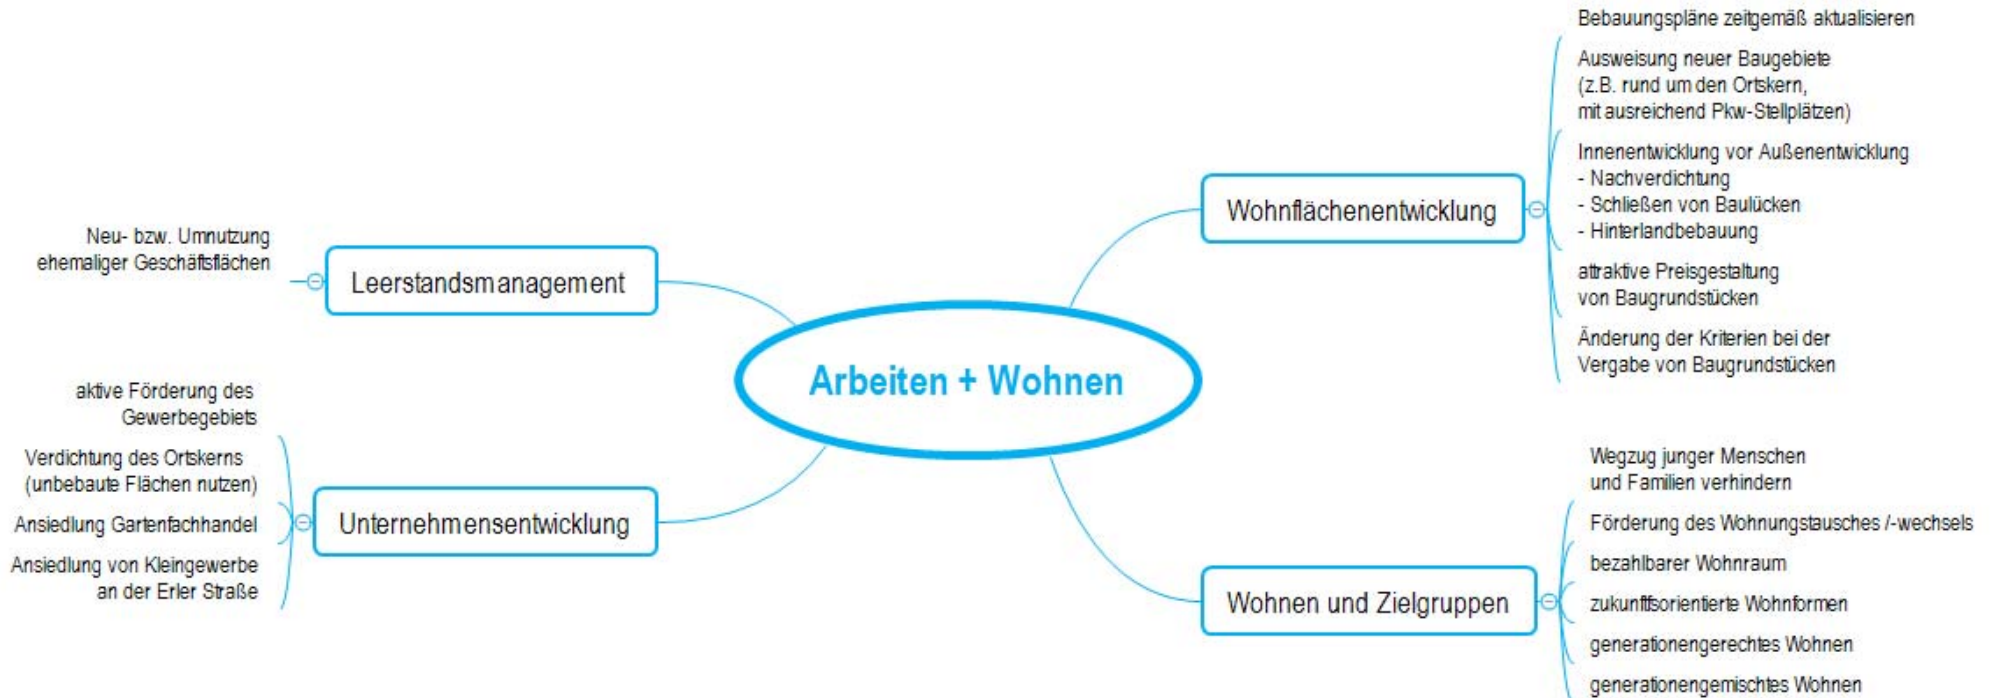 Arbeiten + Wohnen
Leerstandsmanagement
Neu- bzw. Umnutzung
ehemaliger Geschäftsflächen
Unternehmensentwicklung
aktive Förderung des
Gewerbegebiets
Verdichtung des Ortskerns
(unbebaute Flächen nutzen)
Ansiedlung Gartenfachhandel
Ansiedlung von Kleingewerbe
an der Erler Straße
Wohnflächenentwicklung
Bebauungspläne zeitgemäß aktualisieren
Ausweisung neuer Baugebiete
(z.B. rund um den Ortskern,
mit ausreichend Pkw-Stellplätzen)
Innenentwicklung vor Außenentwicklung
- Nachverdichtung
- Schließen von Baulücken
- Hinterlandbebauung
attraktive Preisgestaltung
von Baugrundstücken
Änderung der Kriterien bei der
Vergabe von Baugrundstücken
Wohnen und Zielgruppen
Wegzug junger Menschen
und Familien verhindern
Förderung des Wohnungstausches /-wechsels
bezahlbarer Wohnraum
zukunftfsorientierte Wohnformen
generationengerechtes Wohnen
generationengemischtes Wohnen